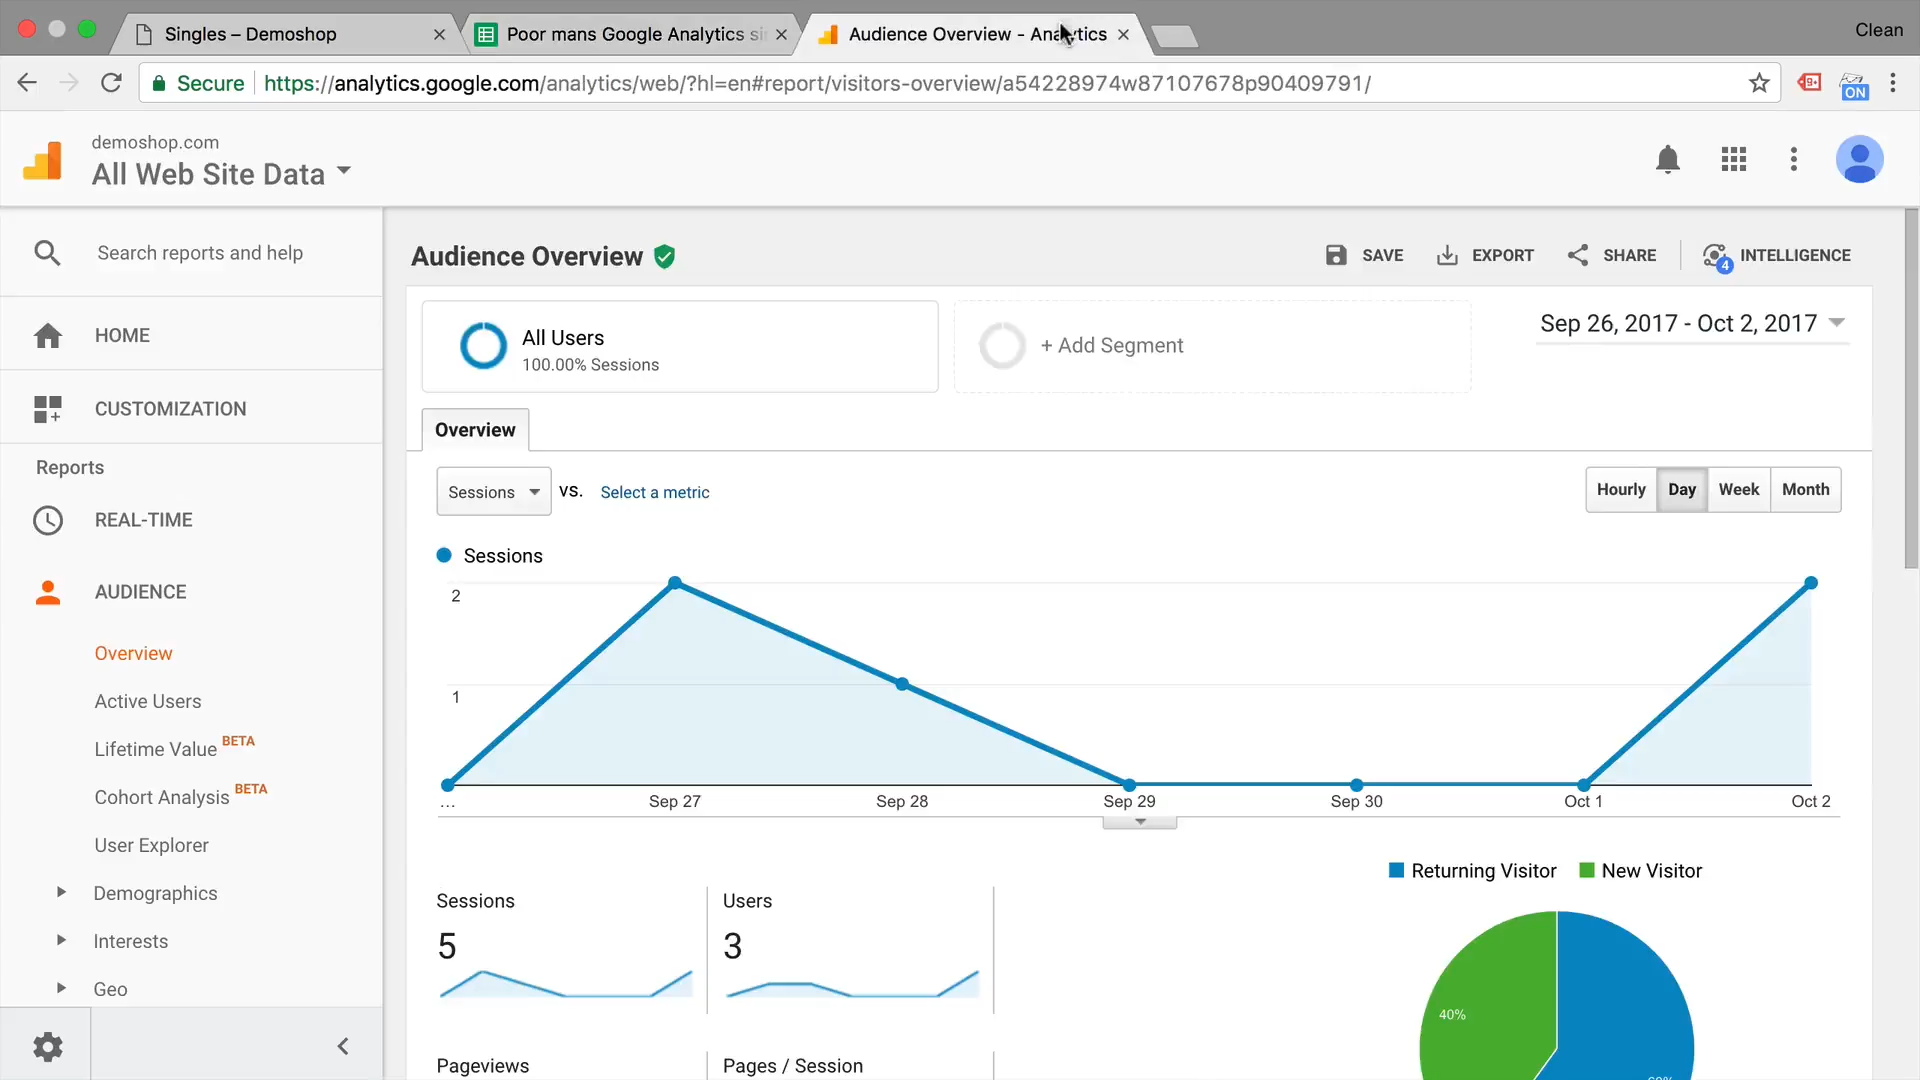 Singles – Demoshop
Poor mans Google Analytics si
Audience Overview - Analytics
Clean
Secure
https://analytics.google.com/analytics/web/?hl=en#report/visitors-overview/a54228974w87107678p90409791/
ON
demoshop.com
All Web Site Data
Search reports and help
HOME
CUSTOMIZATION
Reports
REAL-TIME
AUDIENCE
Overview
Active Users
Lifetime Value BETA
Cohort Analysis BETA
User Explorer
Demographics
Interests
Geo
Audience Overview
SAVE
EXPORT
SHARE
4
INTELLIGENCE
All Users
100.00% Sessions
+ Add Segment
Sep 26, 2017 - Oct 2, 2017
Overview
Sessions
VS.
Select a metric
Hourly
Day
Week
Month
Sessions
2
1
...
Sep 27
Sep 28
Sep 29
Sep 30
Oct 1
Oct 2
Returning Visitor
New Visitor
Sessions
5
Users
3
40%
Pageviews
Pages / Session